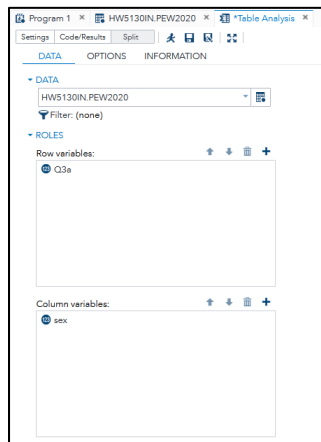 Program 1 × HW5130IN.PEW2020 × *Table Analysis ×
Settings Code/Results Split
DATA OPTIONS INFORMATION
DATA
HW5130IN.PEW2020
Filter: (none)
ROLES
Row variables:
Q3a
Column variables:
sex